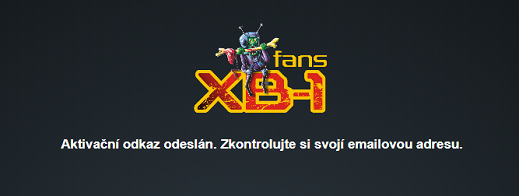 fans
XB-1
Aktivační odkaz odeslán. Zkontrolujte si svojí emailovou adresu.